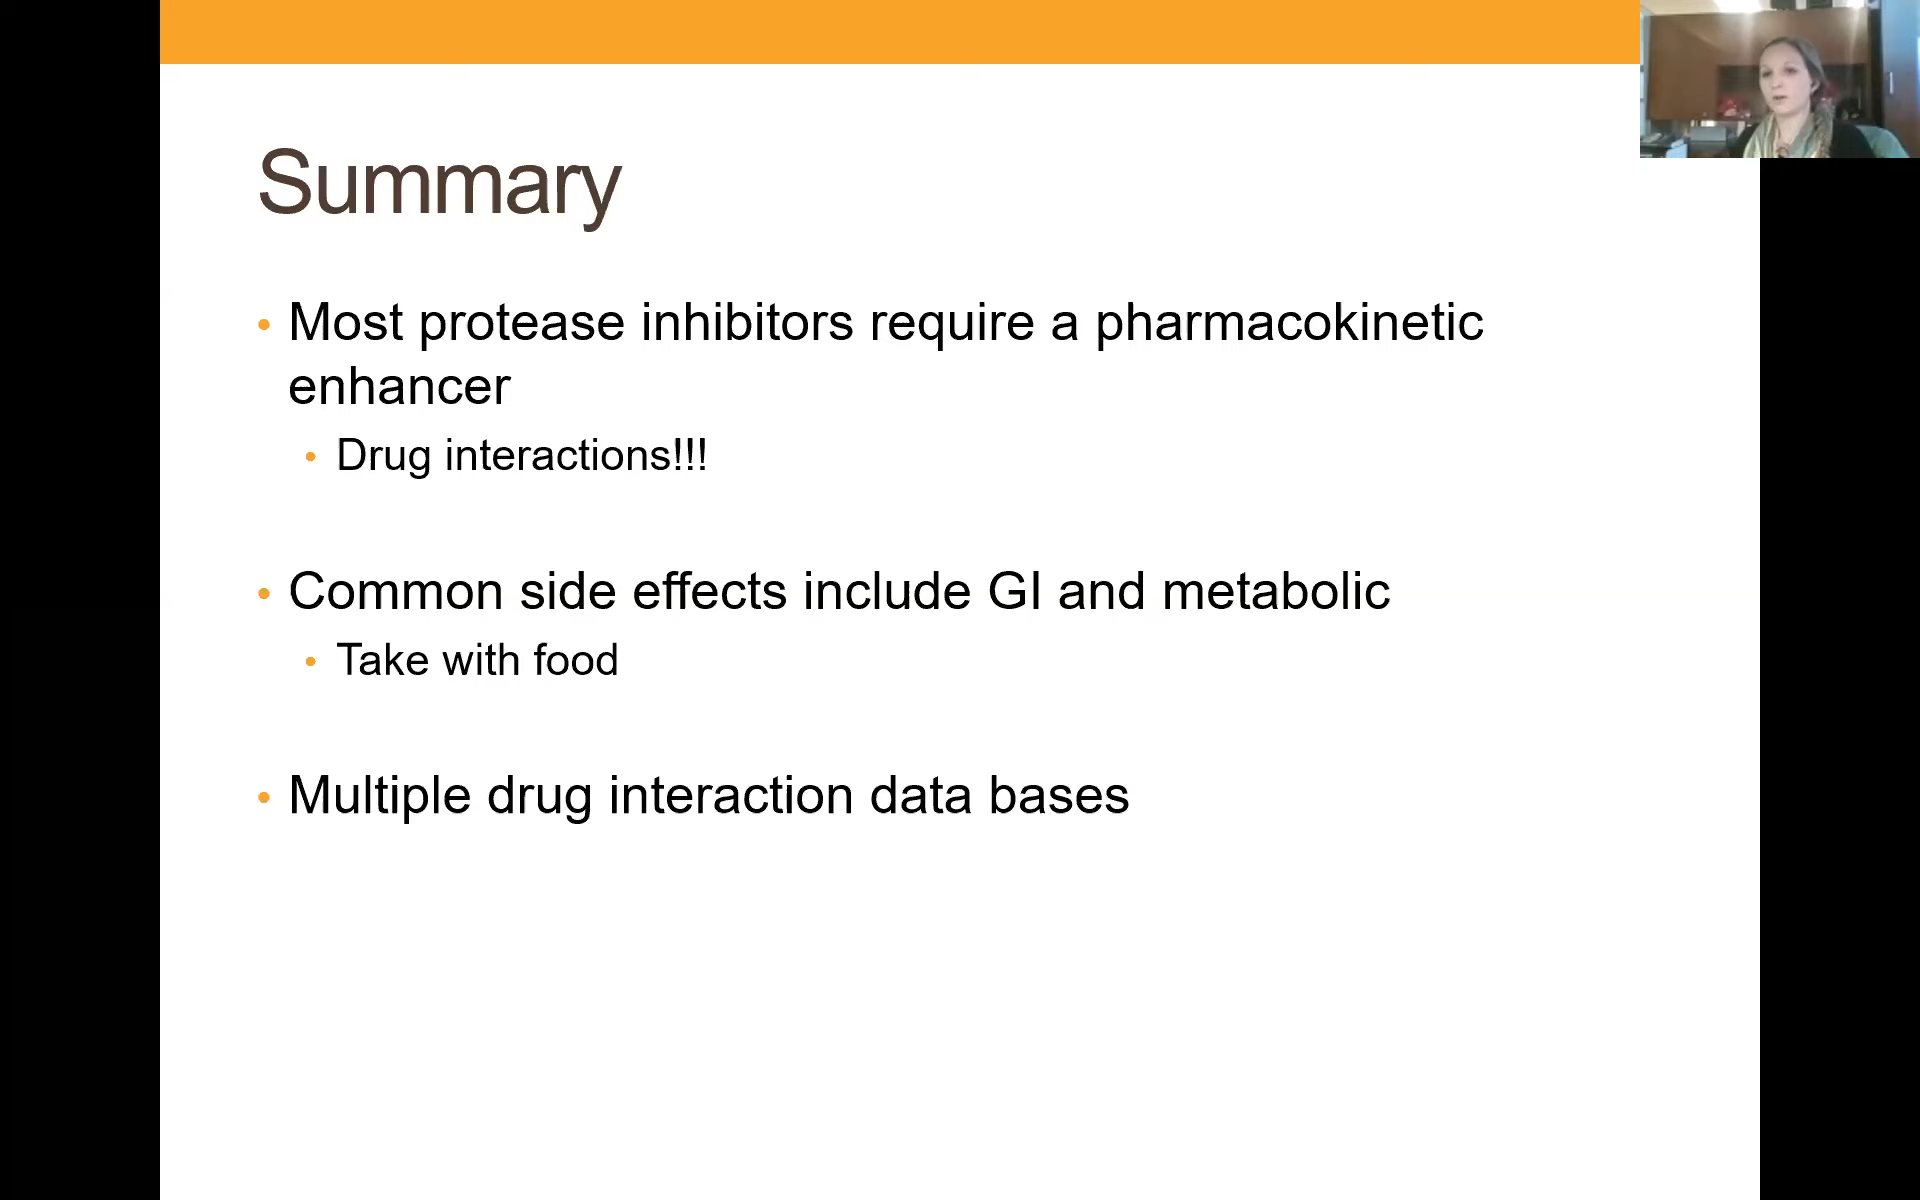 Summary
• Most protease inhibitors require a pharmacokinetic
enhancer
• Drug interactions!!!
• Common side effects include GI and metabolic
• Take with food
• Multiple drug interaction data bases